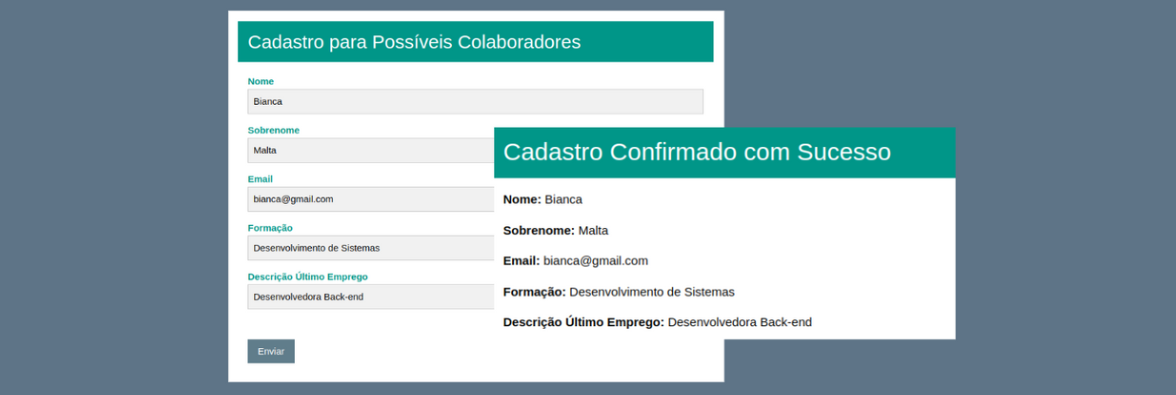 Cadastro para Possíveis Colaboradores
Nome
Bianca
Sobrenome
Malta
Email
bianca@gmail.com
Formação
Desenvolvimento de Sistemas
Descrição Último Emprego
Desenvolvedora Back-end
Enviar
Cadastro Confirmado com Sucesso
Nome: Bianca
Sobrenome: Malta
Email: bianca@gmail.com
Formação: Desenvolvimento de Sistemas
Descrição Último Emprego: Desenvolvedora Back-end